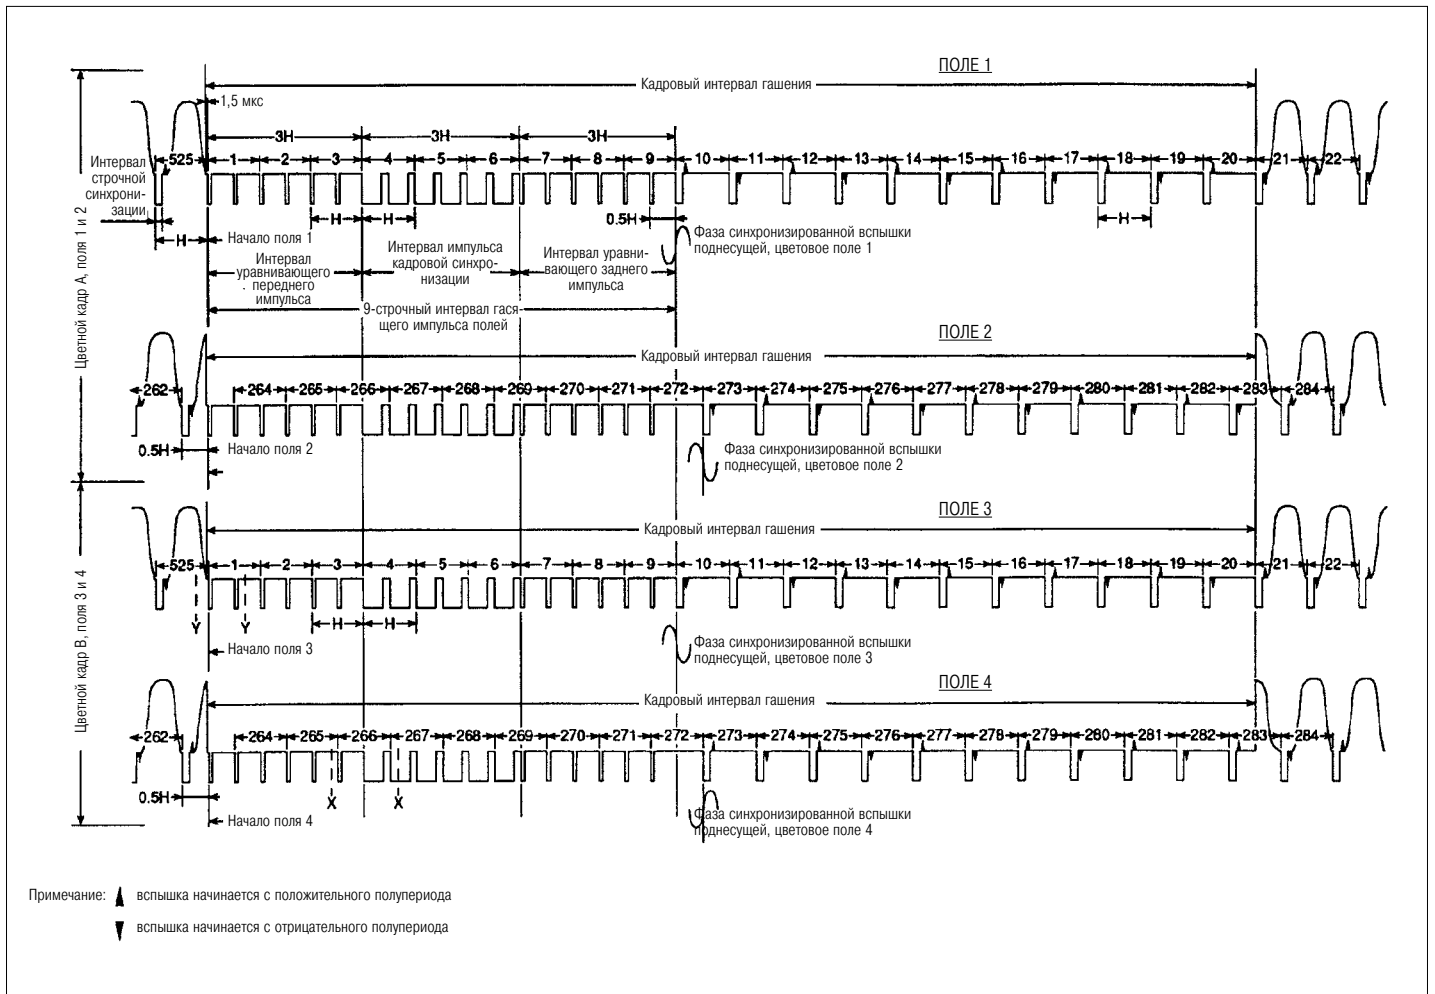 ПОЛЕ 1
Кадровый интервал гашения
1,5 мкс
3H 3H 3H
525 1 2 3 4 5 6 7 8 9 10 11 12 13 14 15 16 17 18 19 20 21 22
Интервал
строчной
синхрони-
зации
H H 0.5H H
H
Начало поля 1
Фаза синхронизированной вспышки
поднесущей, цветовое поле 1
Интервал
уравнивающего
переднего
импульса
Интервал импульса
кадровой синхро-
низации
Интервал уравни-
вающего заднего
импульса
9-строчный интервал гася-
щего импульса полей
Цветной кадр А, поля 1 и 2
ПОЛЕ 2
Кадровый интервал гашения
262 264 265 266 267 268 269 270 271 272 273 274 275 276 277 278 279 280 281 282 283 284
0.5H
Начало поля 2
Фаза синхронизированной вспышки
поднесущей, цветовое поле 2
ПОЛЕ 3
Кадровый интервал гашения
525 1 2 3 4 5 6 7 8 9 10 11 12 13 14 15 16 17 18 19 20 21 22
Y Y H H
Начало поля 3
Фаза синхронизированной вспышки
поднесущей, цветовое поле 3
Цветной кадр В, поля 3 и 4
ПОЛЕ 4
Кадровый интервал гашения
262 264 265 266 267 268 269 270 271 272 273 274 275 276 277 278 279 280 281 282 283 284
0.5H
X X
Начало поля 4
Фаза синхронизированной вспышки
поднесущей, цветовое поле 4
Примечание: вспышка начинается с положительного полупериода
вспышка начинается с отрицательного полупериода